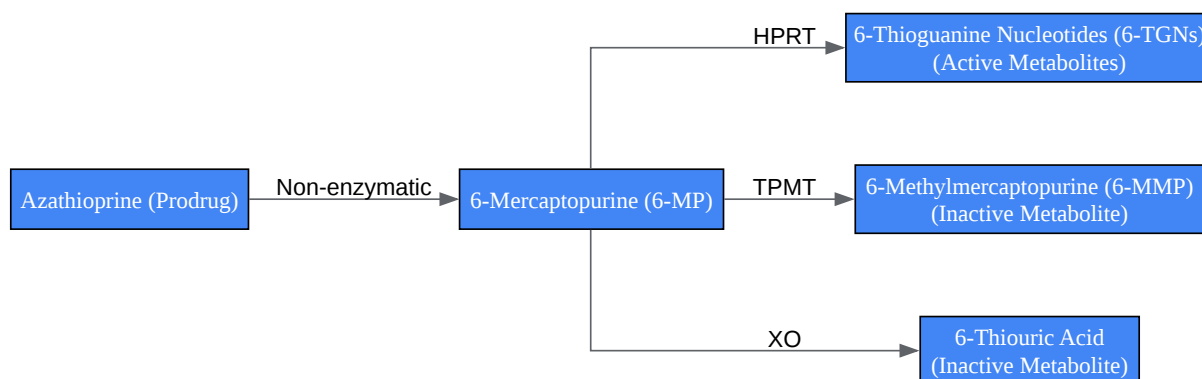 HPRT
6-Thioguanine Nucleotides (6-TGNs)
(Active Metabolites)
Azathioprine (Prodrug)
Non-enzymatic
6-Mercaptopurine (6-MP)
TPMT
6-Methylmercaptopurine (6-MMP)
(Inactive Metabolite)
XO
6-Thiouric Acid
(Inactive Metabolite)